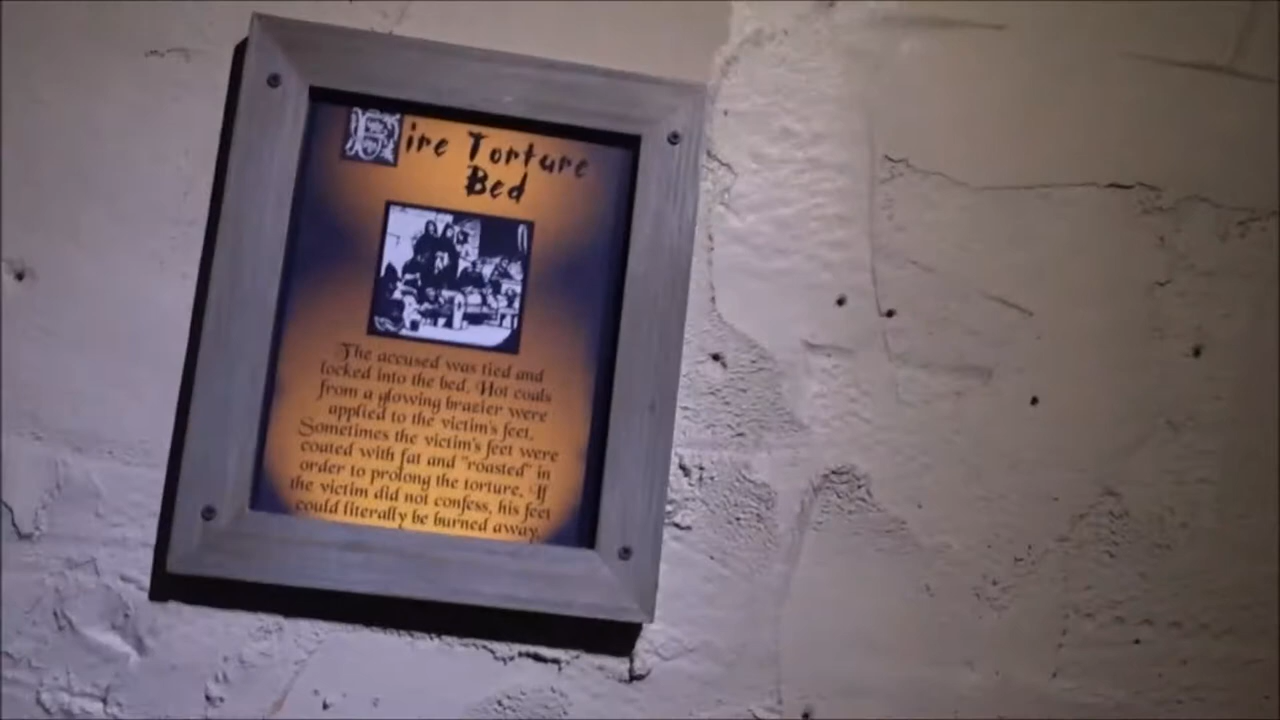 Fire Torture
Bed
The accused was tied and
locked into the bed. Hot coals
from a glowing brazier were
applied to the victim's feet.
Sometimes the victim's feet were
coated with fat and "roasted" in
order to prolong the torture. If
the victim did not confess, his feet
could literally be burned away.